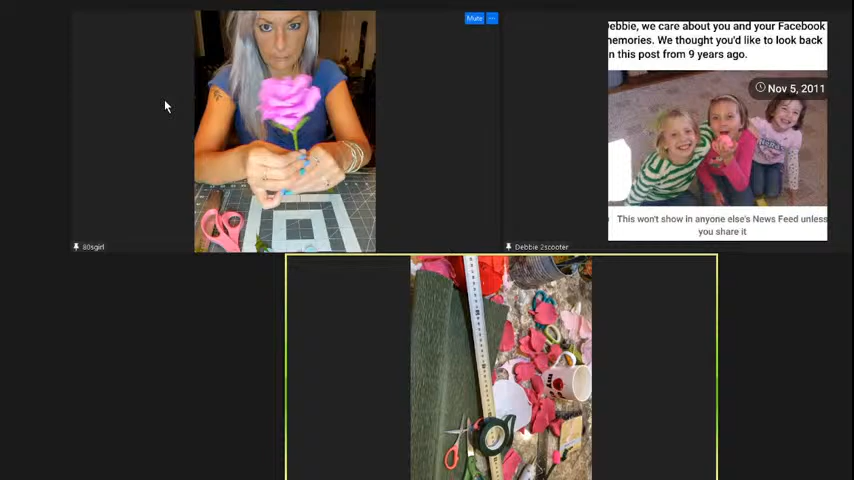 Mute
Debbie, we care about you and your Facebook
memories. We thought you'd like to look back
on this post from 9 years ago.
Nov 5, 2011
This won't show in anyone else's News Feed unless
you share it
80sgirl
Debbie 2scooter